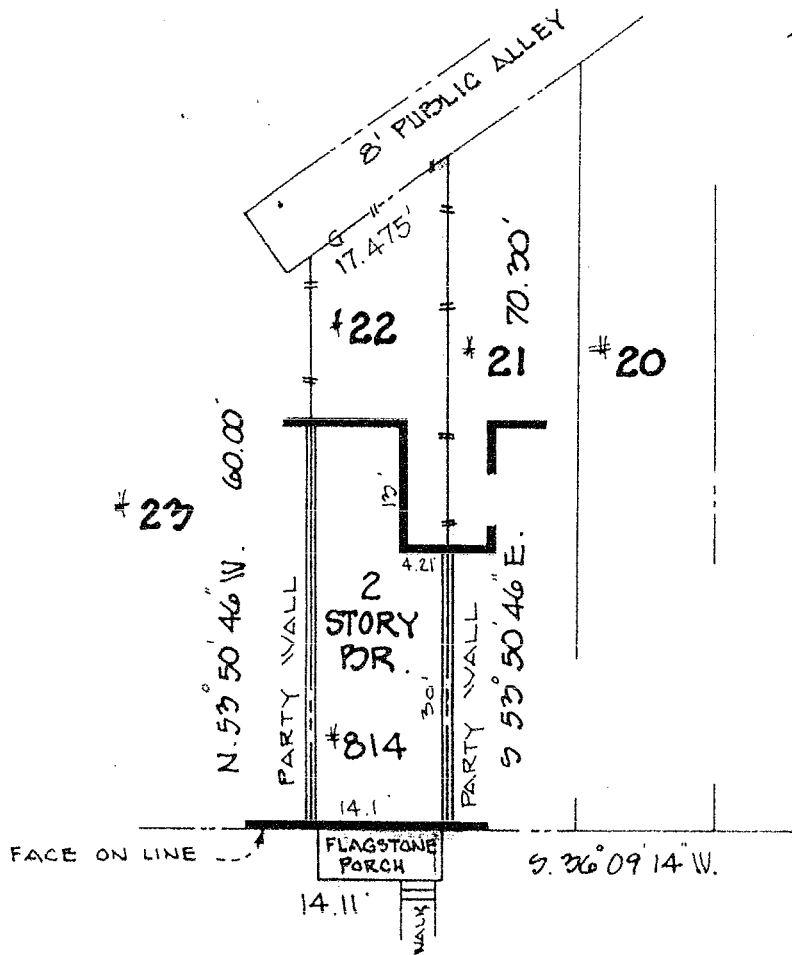 8' PUBLIC ALLEY
17.475'
#22
70.30'
#21
#20
N. 53° 50' 46" W. 60.00'
#23
13'
4.21'
2
STORY
BR.
PARTY WALL
30'
PARTY WALL
S 53° 50' 46" E.
#814
14.1'
FACE ON LINE
FLAGSTONE
PORCH
S. 36° 09' 14" W.
14.11'
WALK